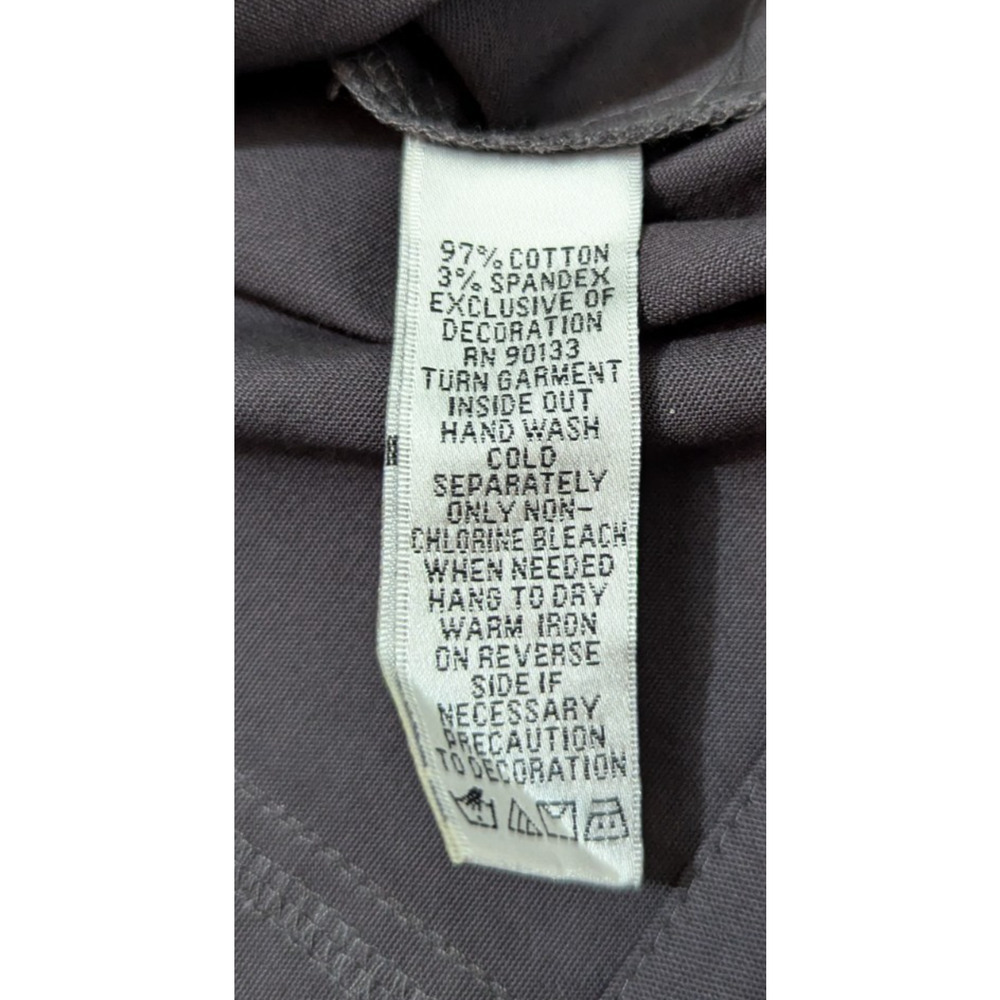 97% COTTON
3% SPANDEX
EXCLUSIVE OF
DECORATION
RN 90133
TURN GARMENT
INSIDE OUT
HAND WASH
COLD
SEPARATELY
ONLY NON-
CHLORINE BLEACH
WHEN NEEDED
HANG TO DRY
WARM IRON
ON REVERSE
SIDE IF
NECESSARY
PRECAUTION
TO DECORATION